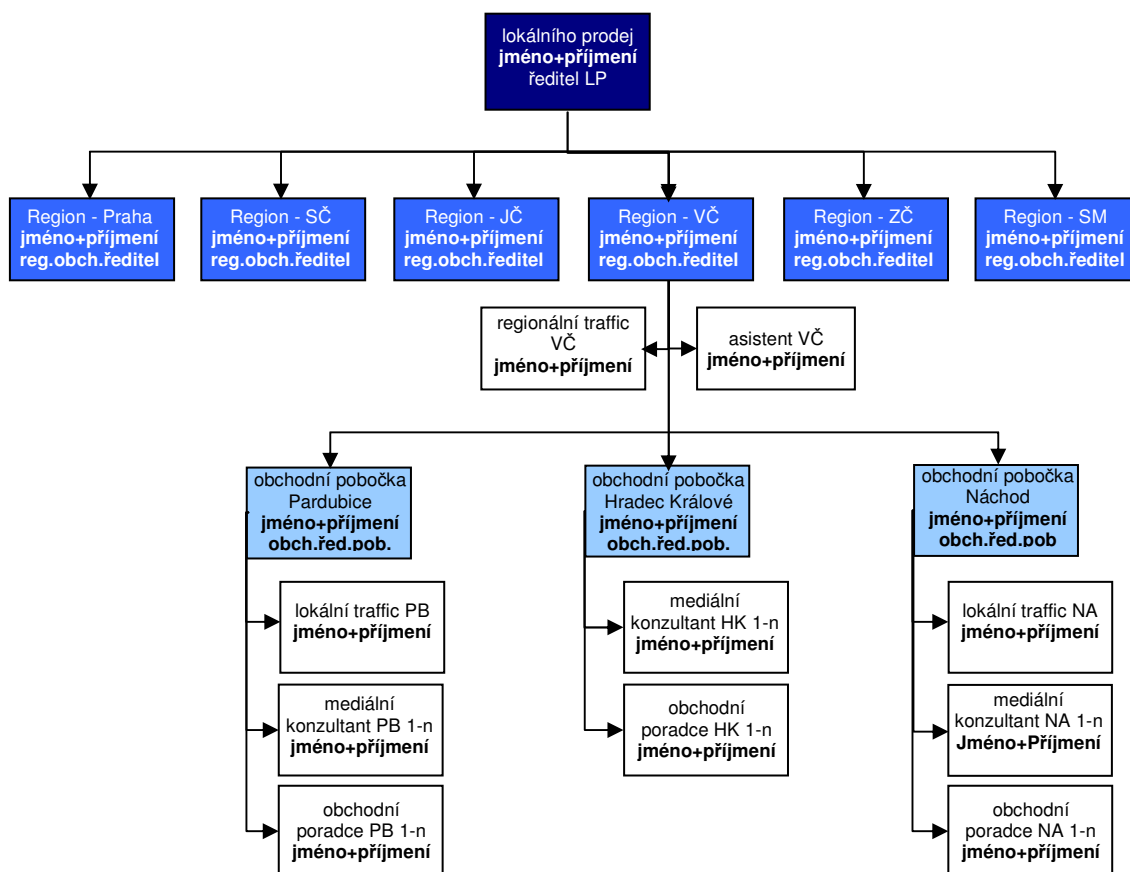 lokálního prodej
jméno+příjmení
ředitel LP
Region - Praha
jméno+příjmení
reg.obch.ředitel
Region - SČ
jméno+příjmení
reg.obch.ředitel
Region - JČ
jméno+příjmení
reg.obch.ředitel
Region - VČ
jméno+příjmení
reg.obch.ředitel
Region - ZČ
jméno+příjmení
reg.obch.ředitel
Region - SM
jméno+příjmení
reg.obch.ředitel
regionální traffic
VČ
jméno+příjmení
asistent VČ
jméno+příjmení
obchodní pobočka
Pardubice
jméno+příjmení
obch.řed.pob.
obchodní pobočka
Hradec Králové
jméno+příjmení
obch.řed.pob.
obchodní pobočka
Náchod
jméno+příjmení
obch.řed.pob
lokální traffic PB
jméno+příjmení
mediální
konzultant HK 1-n
jméno+příjmení
lokální traffic NA
jméno+příjmení
mediální
konzultant PB 1-n
jméno+příjmení
obchodní
poradce HK 1-n
jméno+příjmení
mediální
konzultant NA 1-n
Jméno+Příjmení
obchodní
poradce PB 1-n
jméno+příjmení
obchodní
poradce NA 1-n
jméno+příjmení